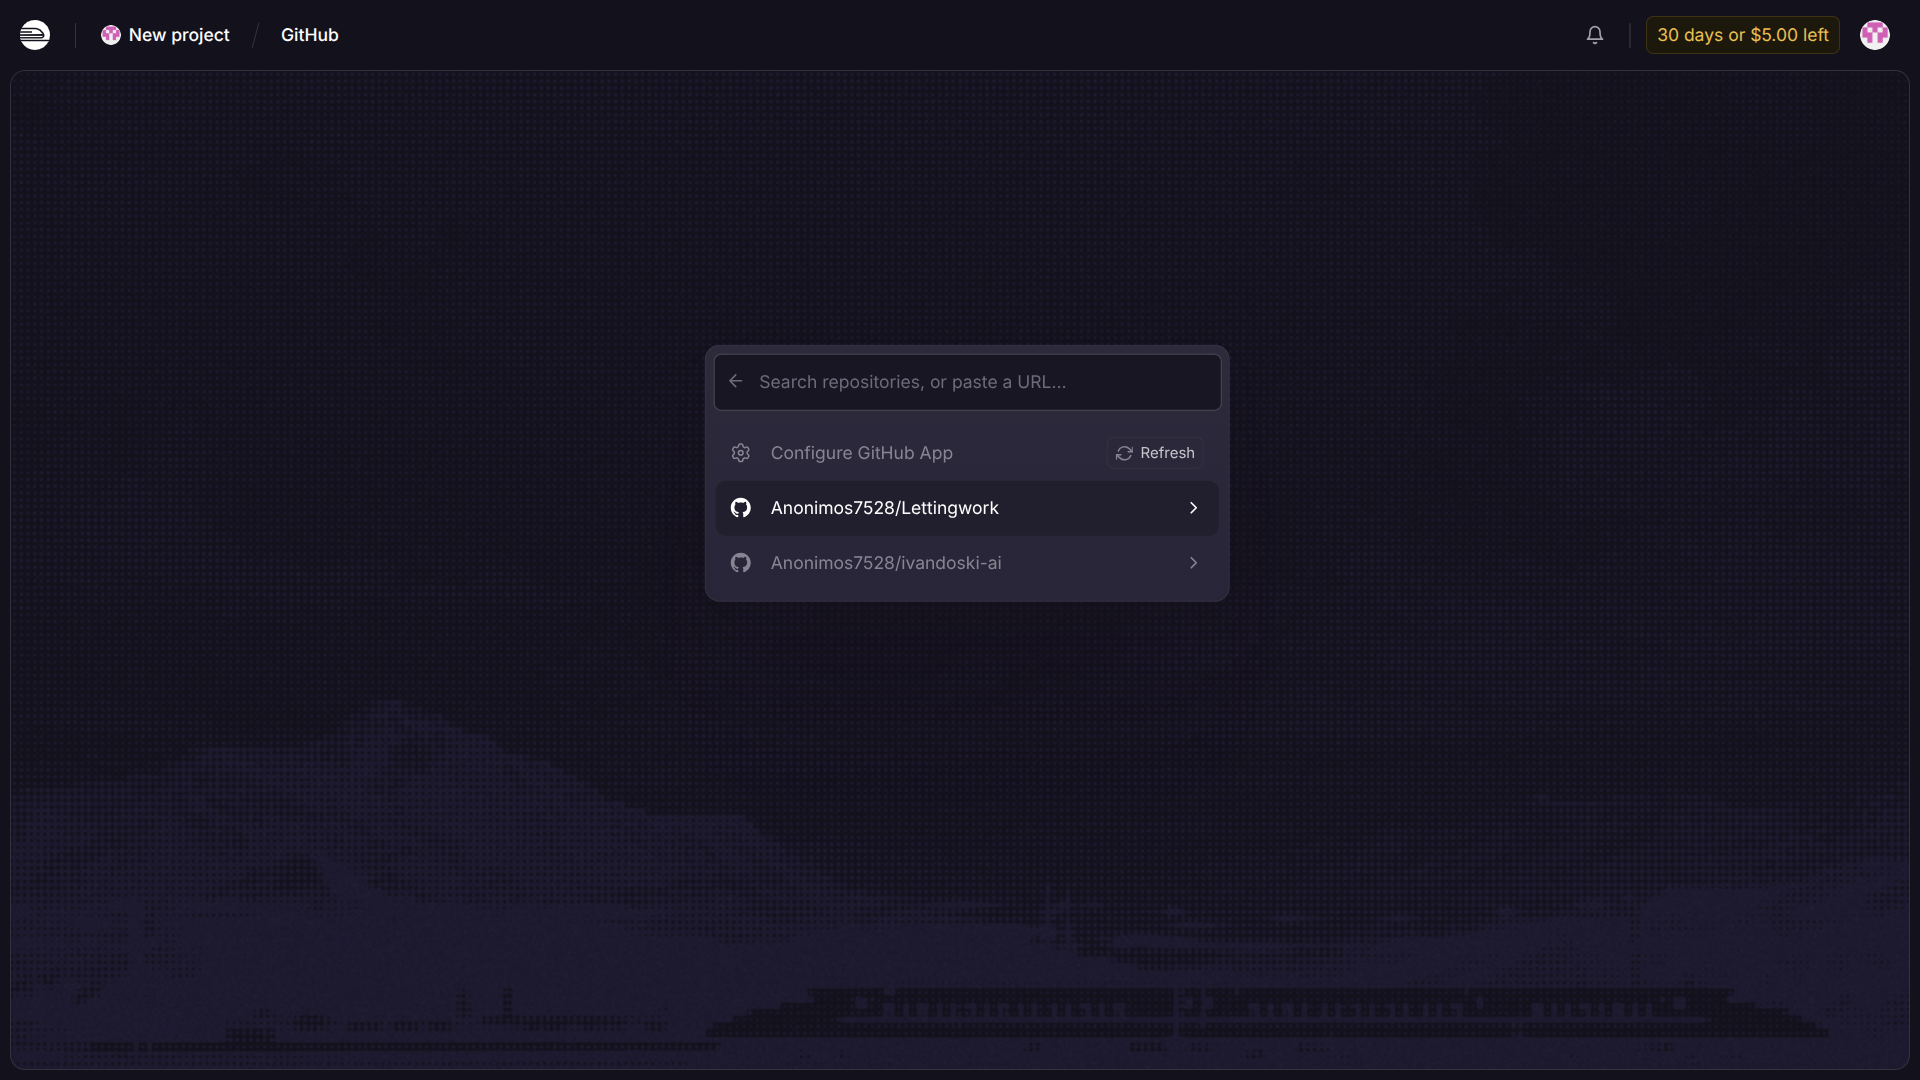 New project
GitHub
30 days or $5.00 left
Search repositories, or paste a URL...
Configure GitHub App
Refresh
Anonimos7528/Lettingwork
Anonimos7528/ivandoski-ai